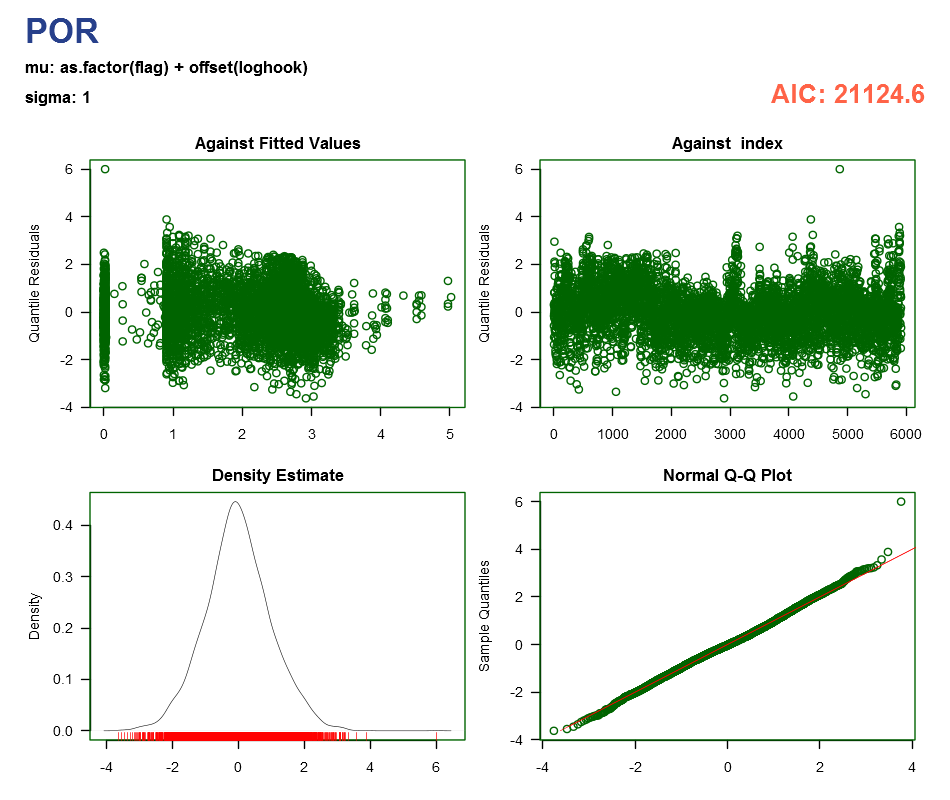 POR
mu: as.factor(flag) + offset(loghook)
sigma: 1
AIC: 21124.6
Against Fitted Values
Quantile Residuals
6
4
2
0
-2
-4
0 1 2 3 4 5
Against  index
Quantile Residuals
6
4
2
0
-2
-4
0 1000 2000 3000 4000 5000 6000
Density Estimate
Density
0.4
0.3
0.2
0.1
0.0
-4 -2 0 2 4 6
Normal Q-Q Plot
Sample Quantiles
6
4
2
0
-2
-4
-4 -2 0 2 4